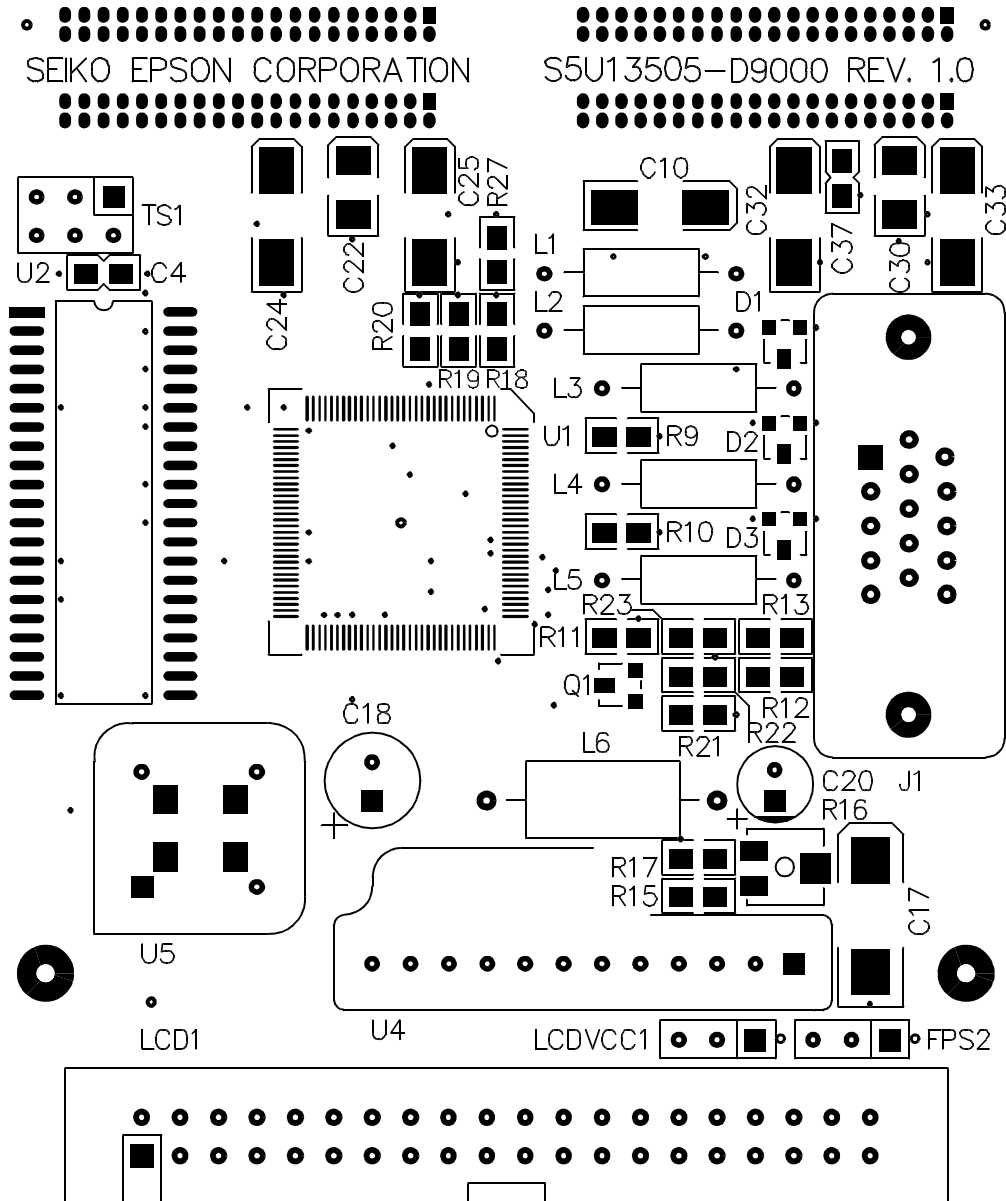 SEIKO EPSON CORPORATION
S5U13505-D9000 REV. 1.0
C25
R27
C10
C32
C37
C30
C33
TS1
U2
C4
C22
C24
R20
L1
L2
D1
R19
R18
L3
U1
R9
D2
L4
R10
D3
L5
R23
R13
R11
Q1
R12
C18
R21
R22
L6
J1
C20
R16
R17
R15
C17
U5
U4
LCD1
LCDVCC1
FPS2